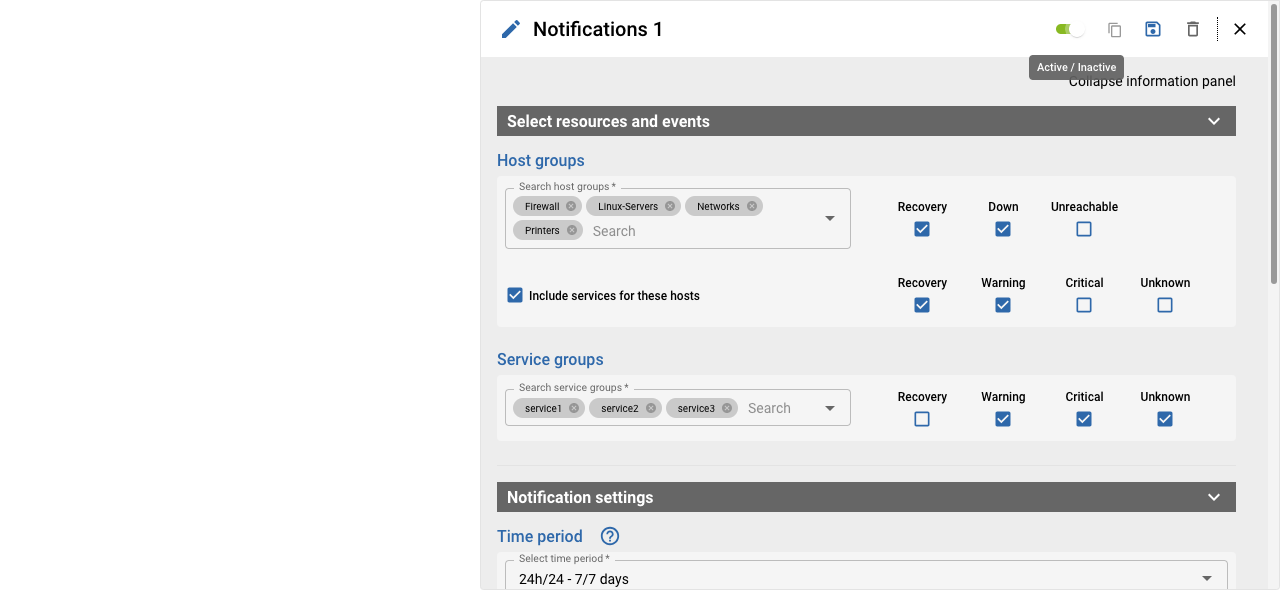 Notifications 1
Active / Inactive
Collapse information panel
Select resources and events
Host groups
Search host groups *
Firewall Linux-Servers Networks
Printers Search
Recovery Down Unreachable
Include services for these hosts
Recovery Warning Critical Unknown
Service groups
Search service groups *
service1 service2 service3 Search
Recovery Warning Critical Unknown
Notification settings
Time period ?
Select time period *
24h/24 - 7/7 days